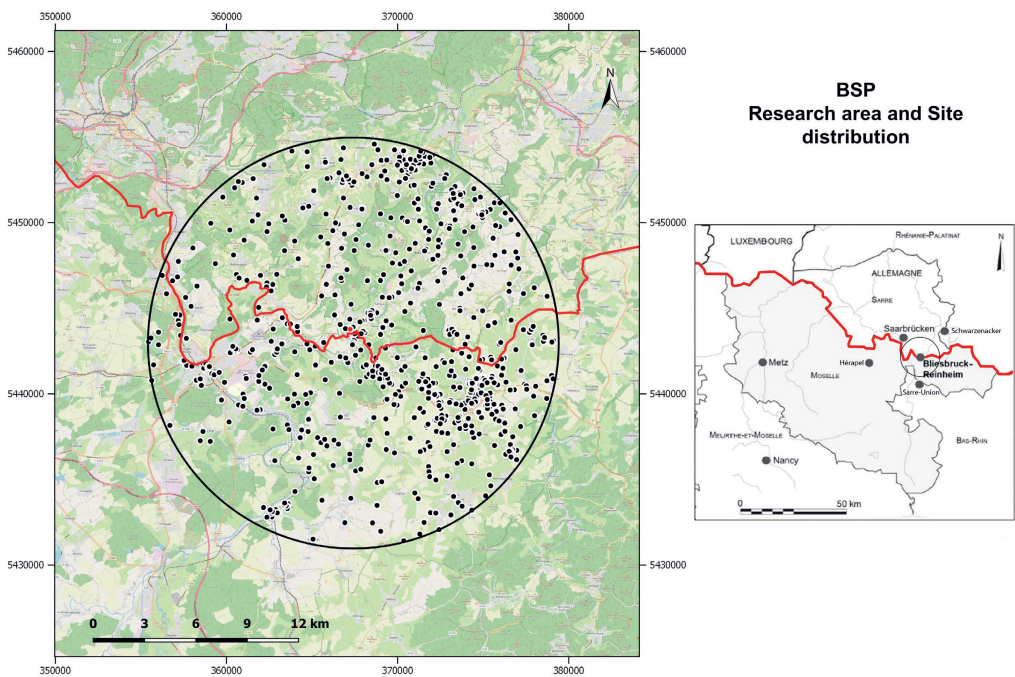 350000
360000
370000
380000
5460000
5460000
N
5450000
5450000
5440000
5440000
5430000
5430000
0 3 6 9 12 km
350000
360000
370000
380000
BSP
Research area and Site
distribution
LUXEMBOURG
RHÉNANIE-PALATINAT
N
ALLEMAGNE
SARRE
Saarbrücken
Schwarzenacker
Metz
Hérapel
Bliesbruck-
Reinheim
MOSELLE
Sarre-Union
MEURTHE-ET-MOSELLE
BAS-RHIN
Nancy
0 50 km